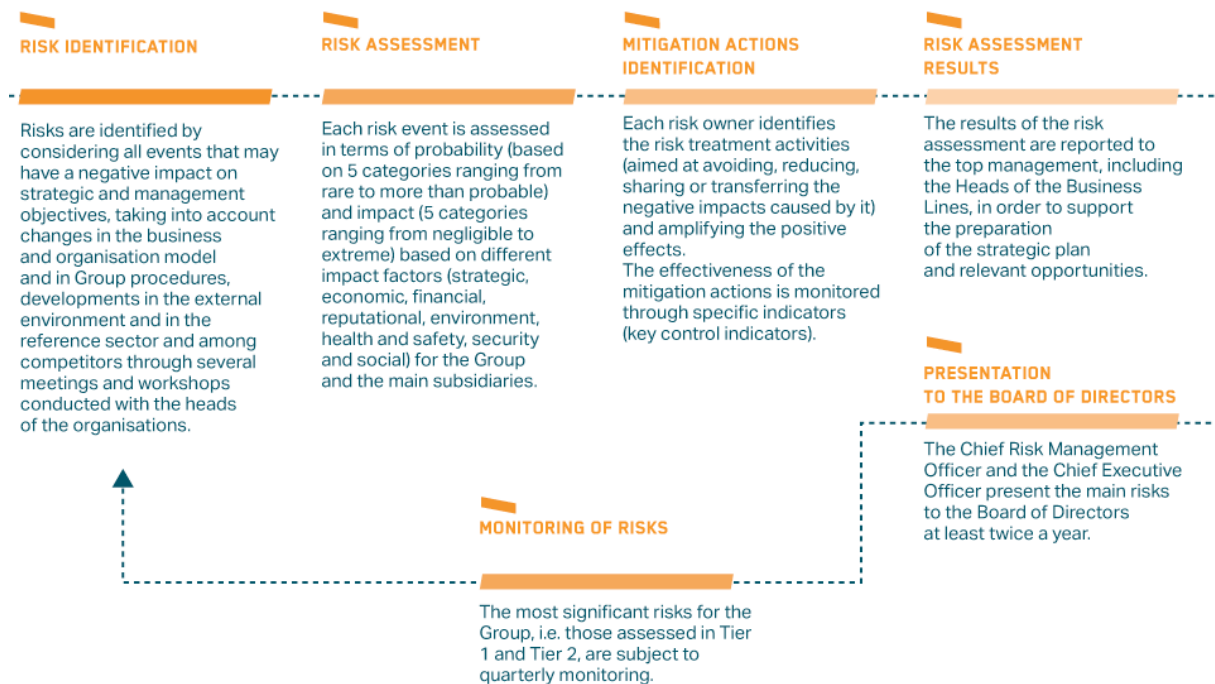 RISK IDENTIFICATION
Risks are identified by
considering all events that may
have a negative impact on
strategic and management
objectives, taking into account
changes in the business
and organisation model
and in Group procedures,
developments in the external
environment and in the
reference sector and among
competitors through several
meetings and workshops
conducted with the heads
of the organisations.
RISK ASSESSMENT
Each risk event is assessed
in terms of probability (based
on 5 categories ranging from
rare to more than probable)
and impact (5 categories
ranging from negligible to
extreme) based on different
impact factors (strategic,
economic, financial,
reputational, environment,
health and safety, security
and social) for the Group
and the main subsidiaries.
MITIGATION ACTIONS
IDENTIFICATION
Each risk owner identifies
the risk treatment activities
(aimed at avoiding, reducing,
sharing or transferring the
negative impacts caused by it)
and amplifying the positive
effects.
The effectiveness of the
mitigation actions is monitored
through specific indicators
(key control indicators).
RISK ASSESSMENT
RESULTS
The results of the risk
assessment are reported to
the top management, including
the Heads of the Business
Lines, in order to support
the preparation
of the strategic plan
and relevant opportunities.
PRESENTATION
TO THE BOARD OF DIRECTORS
The Chief Risk Management
Officer and the Chief Executive
Officer present the main risks
to the Board of Directors
at least twice a year.
MONITORING OF RISKS
The most significant risks for the
Group, i.e. those assessed in Tier
1 and Tier 2, are subject to
quarterly monitoring.